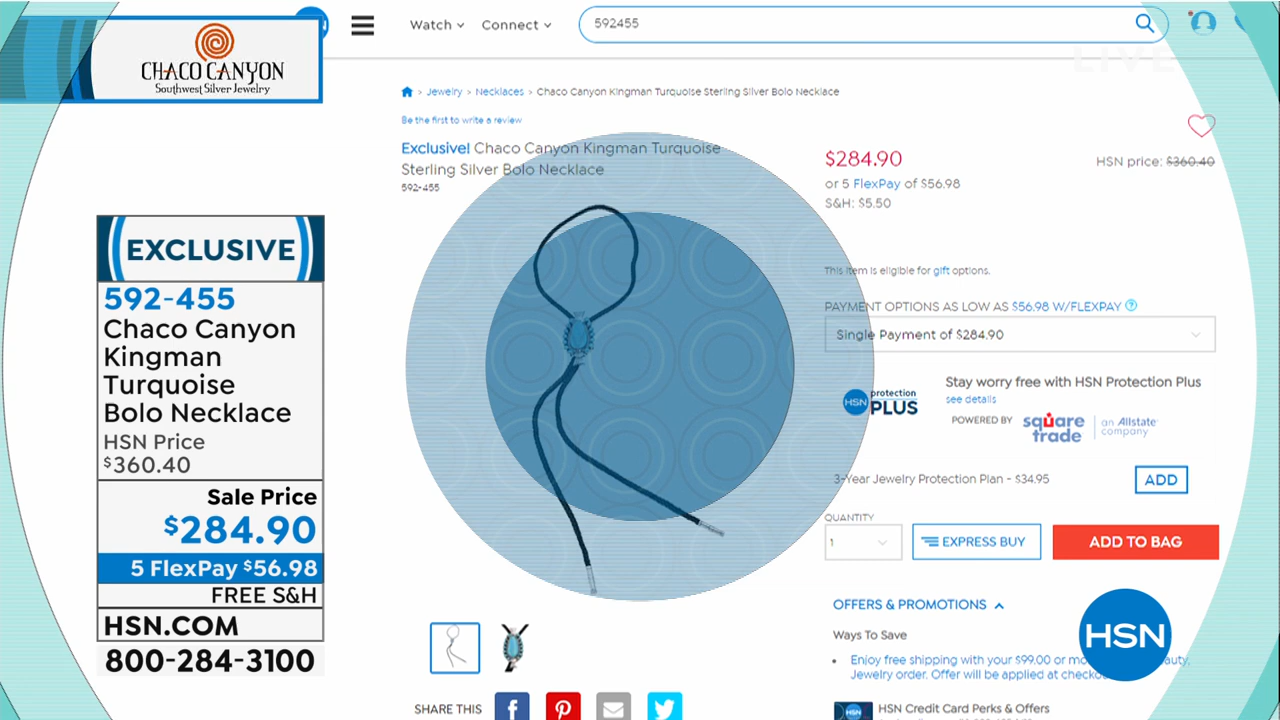 CHACO CANYON
Southwest Silver Jewelry
Watch
Connect
592455
LIVE
Jewelry > Necklaces > Chaco Canyon Kingman Turquoise Sterling Silver Bolo Necklace
Be the first to write a review
Exclusive! Chaco Canyon Kingman Turquoise
Sterling Silver Bolo Necklace
592-455
$284.90
HSN price: $360.40
or 5 FlexPay of $56.98
S&H: $5.50
This item is eligible for gift options.
PAYMENT OPTIONS AS LOW AS $56.98 W/FLEXPAY ?
Single Payment of $284.90
HSN protection PLUS
Stay worry free with HSN Protection Plus
see details
POWERED BY square trade | an Allstate company
3-Year Jewelry Protection Plan - $34.95
ADD
QUANTITY
1
EXPRESS BUY
ADD TO BAG
OFFERS & PROMOTIONS
Ways To Save
• Enjoy free shipping with your $99.00 or mo
Jewelry order. Offer will be applied at checko
HSN Credit Card Perks & Offers
SHARE THIS
EXCLUSIVE
592-455
Chaco Canyon
Kingman
Turquoise
Bolo Necklace
HSN Price
$360.40
Sale Price
$284.90
5 FlexPay $56.98
FREE S&H
HSN.COM
800-284-3100
HSN